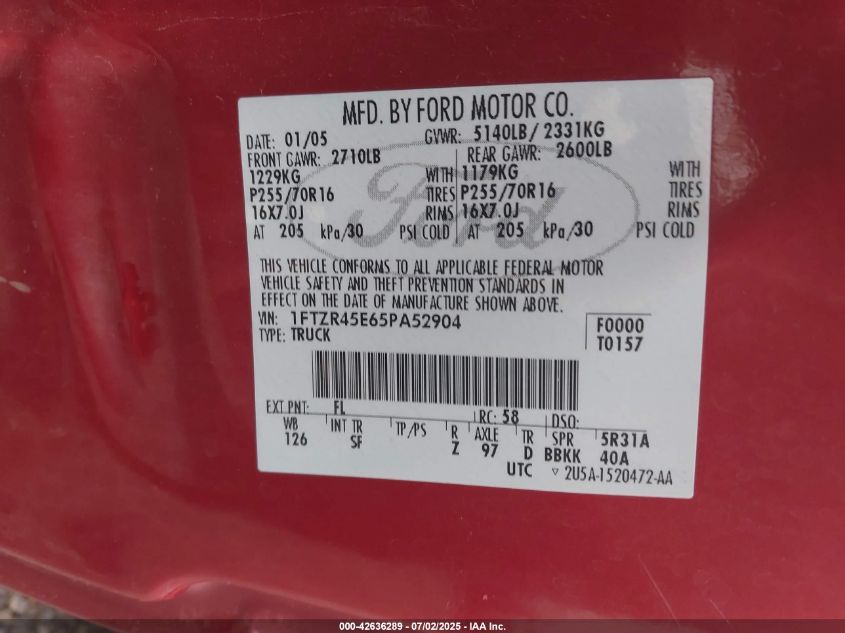 MFD. BY FORD MOTOR CO.
DATE: 01/05 GVWR: 5140LB/ 2331KG
FRONT GAWR: 2710LB REAR GAWR: 2600LB
1229KG WITH 1179KG WITH
P255/70R16 TIRES P255/70R16 TIRES
16X7.0J RIMS 16X7.0J RIMS
AT 205 kPa/30 PSI COLD AT 205 kPa/30 PSI COLD
Ford
THIS VEHICLE CONFORMS TO ALL APPLICABLE FEDERAL MOTOR
VEHICLE SAFETY AND THEFT PREVENTION STANDARDS IN
EFFECT ON THE DATE OF MANUFACTURE SHOWN ABOVE.
VIN: 1FTZR45E65PA52904 F0000
TYPE: TRUCK T0157
EXT PNT: FL RC: 58 DSO:
WB INT TR TP/PS R AXLE TR SPR 5R31A
126 SF Z 97 D BBKK 40A
UTC ▿ 2U5A-1520472-AA
000-42636289 - 07/02/2025 - IAA Inc.